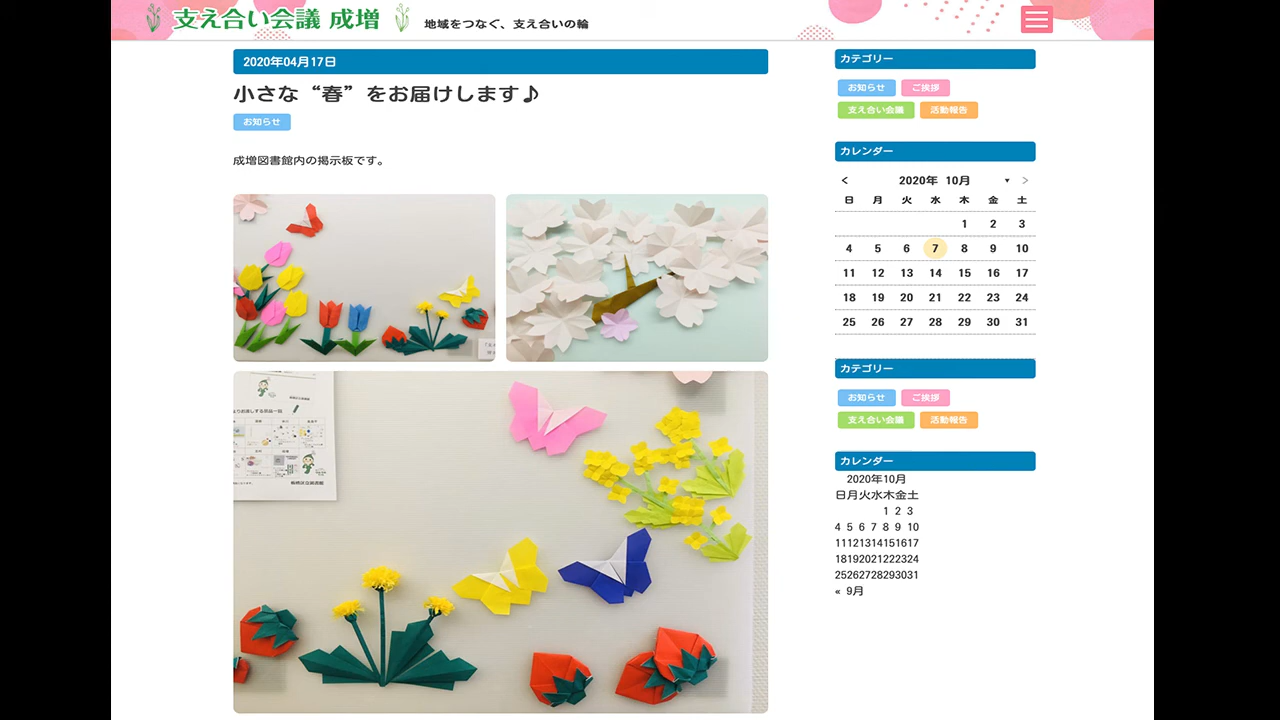 支え合い会議 成増
地域をつなぐ、支え合いの輪
2020年04月17日
小さな“春”をお届けします♪
お知らせ
成増図書館内の掲示板です。
カテゴリー
お知らせ ご挨拶
支え合い会議 活動報告
カレンダー
< 2020年 10月 ▼ >
日 月 火 水 木 金 土
1 2 3
4 5 6 7 8 9 10
11 12 13 14 15 16 17
18 19 20 21 22 23 24
25 26 27 28 29 30 31
カテゴリー
お知らせ ご挨拶
支え合い会議 活動報告
カレンダー
2020年10月
日月火水木金土
1 2 3
4 5 6 7 8 9 10
11121314151617
18192021222324
25262728293031
« 9月